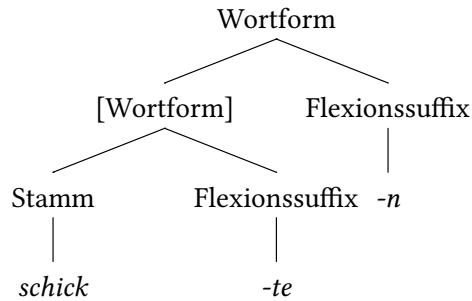 Wortform
[Wortform] Flexionssuffix
Stamm Flexionssuffix -n
schick -te